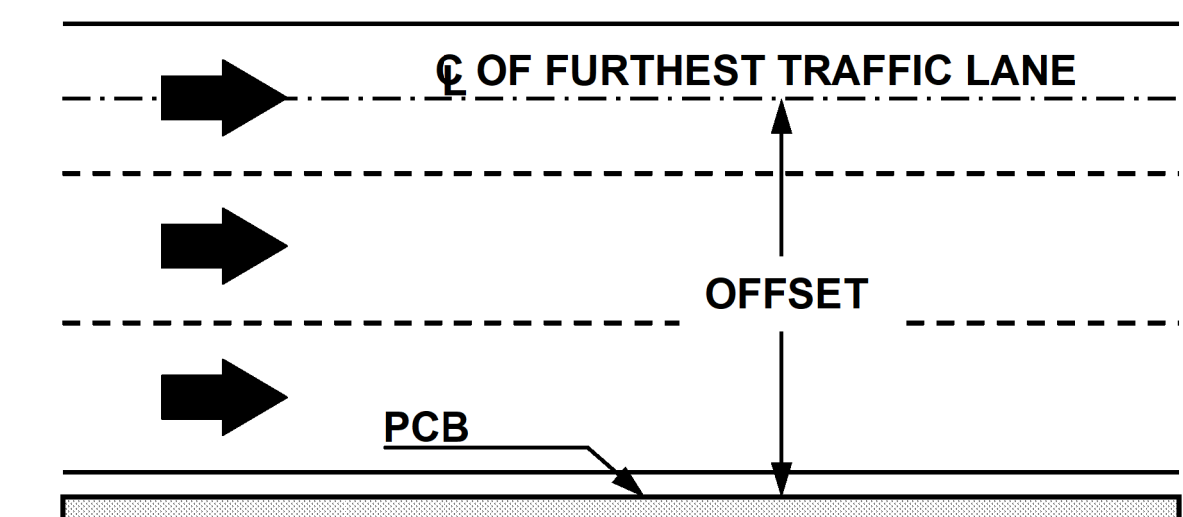 ℄ OF FURTHEST TRAFFIC LANE
OFFSET
PCB